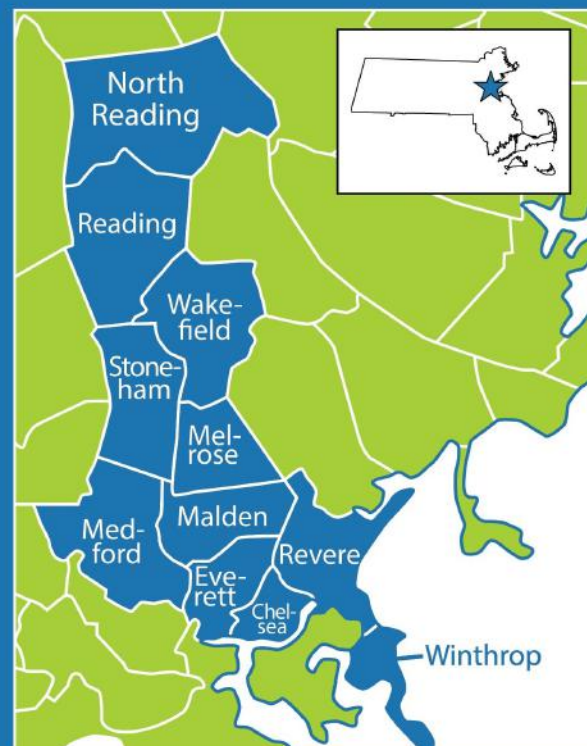 North
Reading
Reading
Wake-
field
Stone-
ham
Mel-
rose
Malden
Med-
ford
Revere
Eve-
rett
Chel-
sea
Winthrop